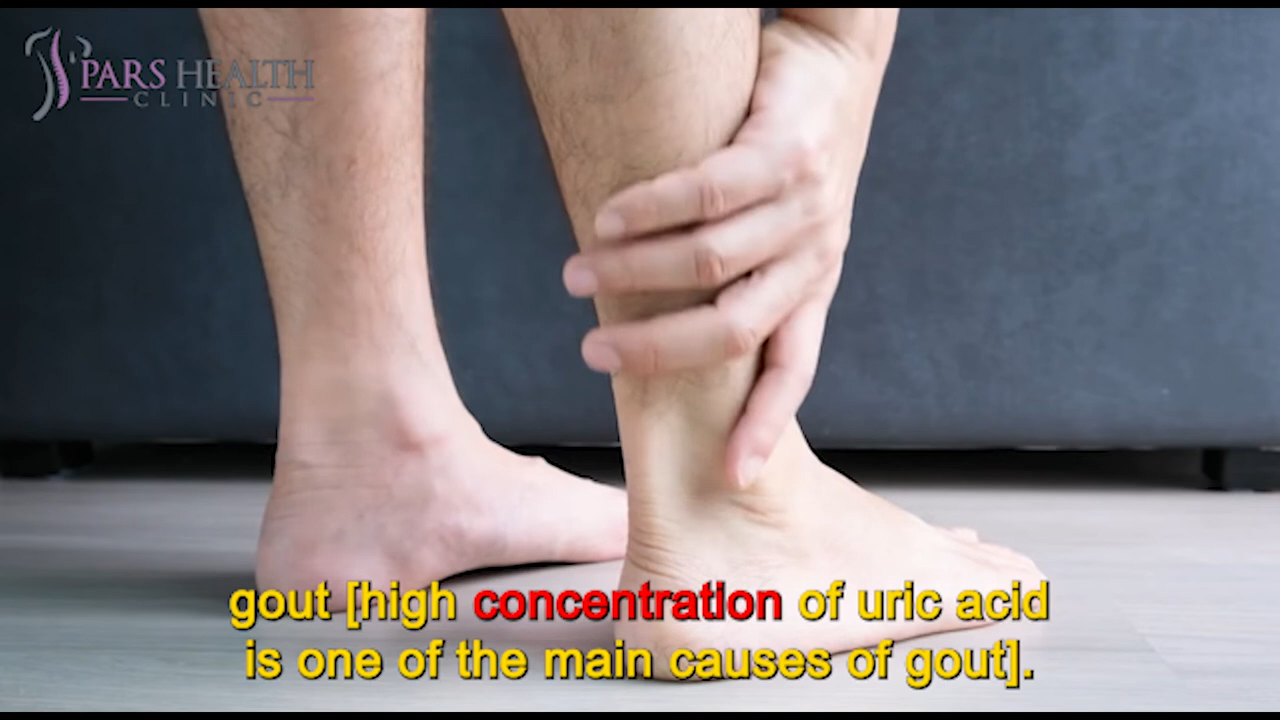 PARS HEALTH
CLINIC
gout [high concentration of uric acid
is one of the main causes of gout].